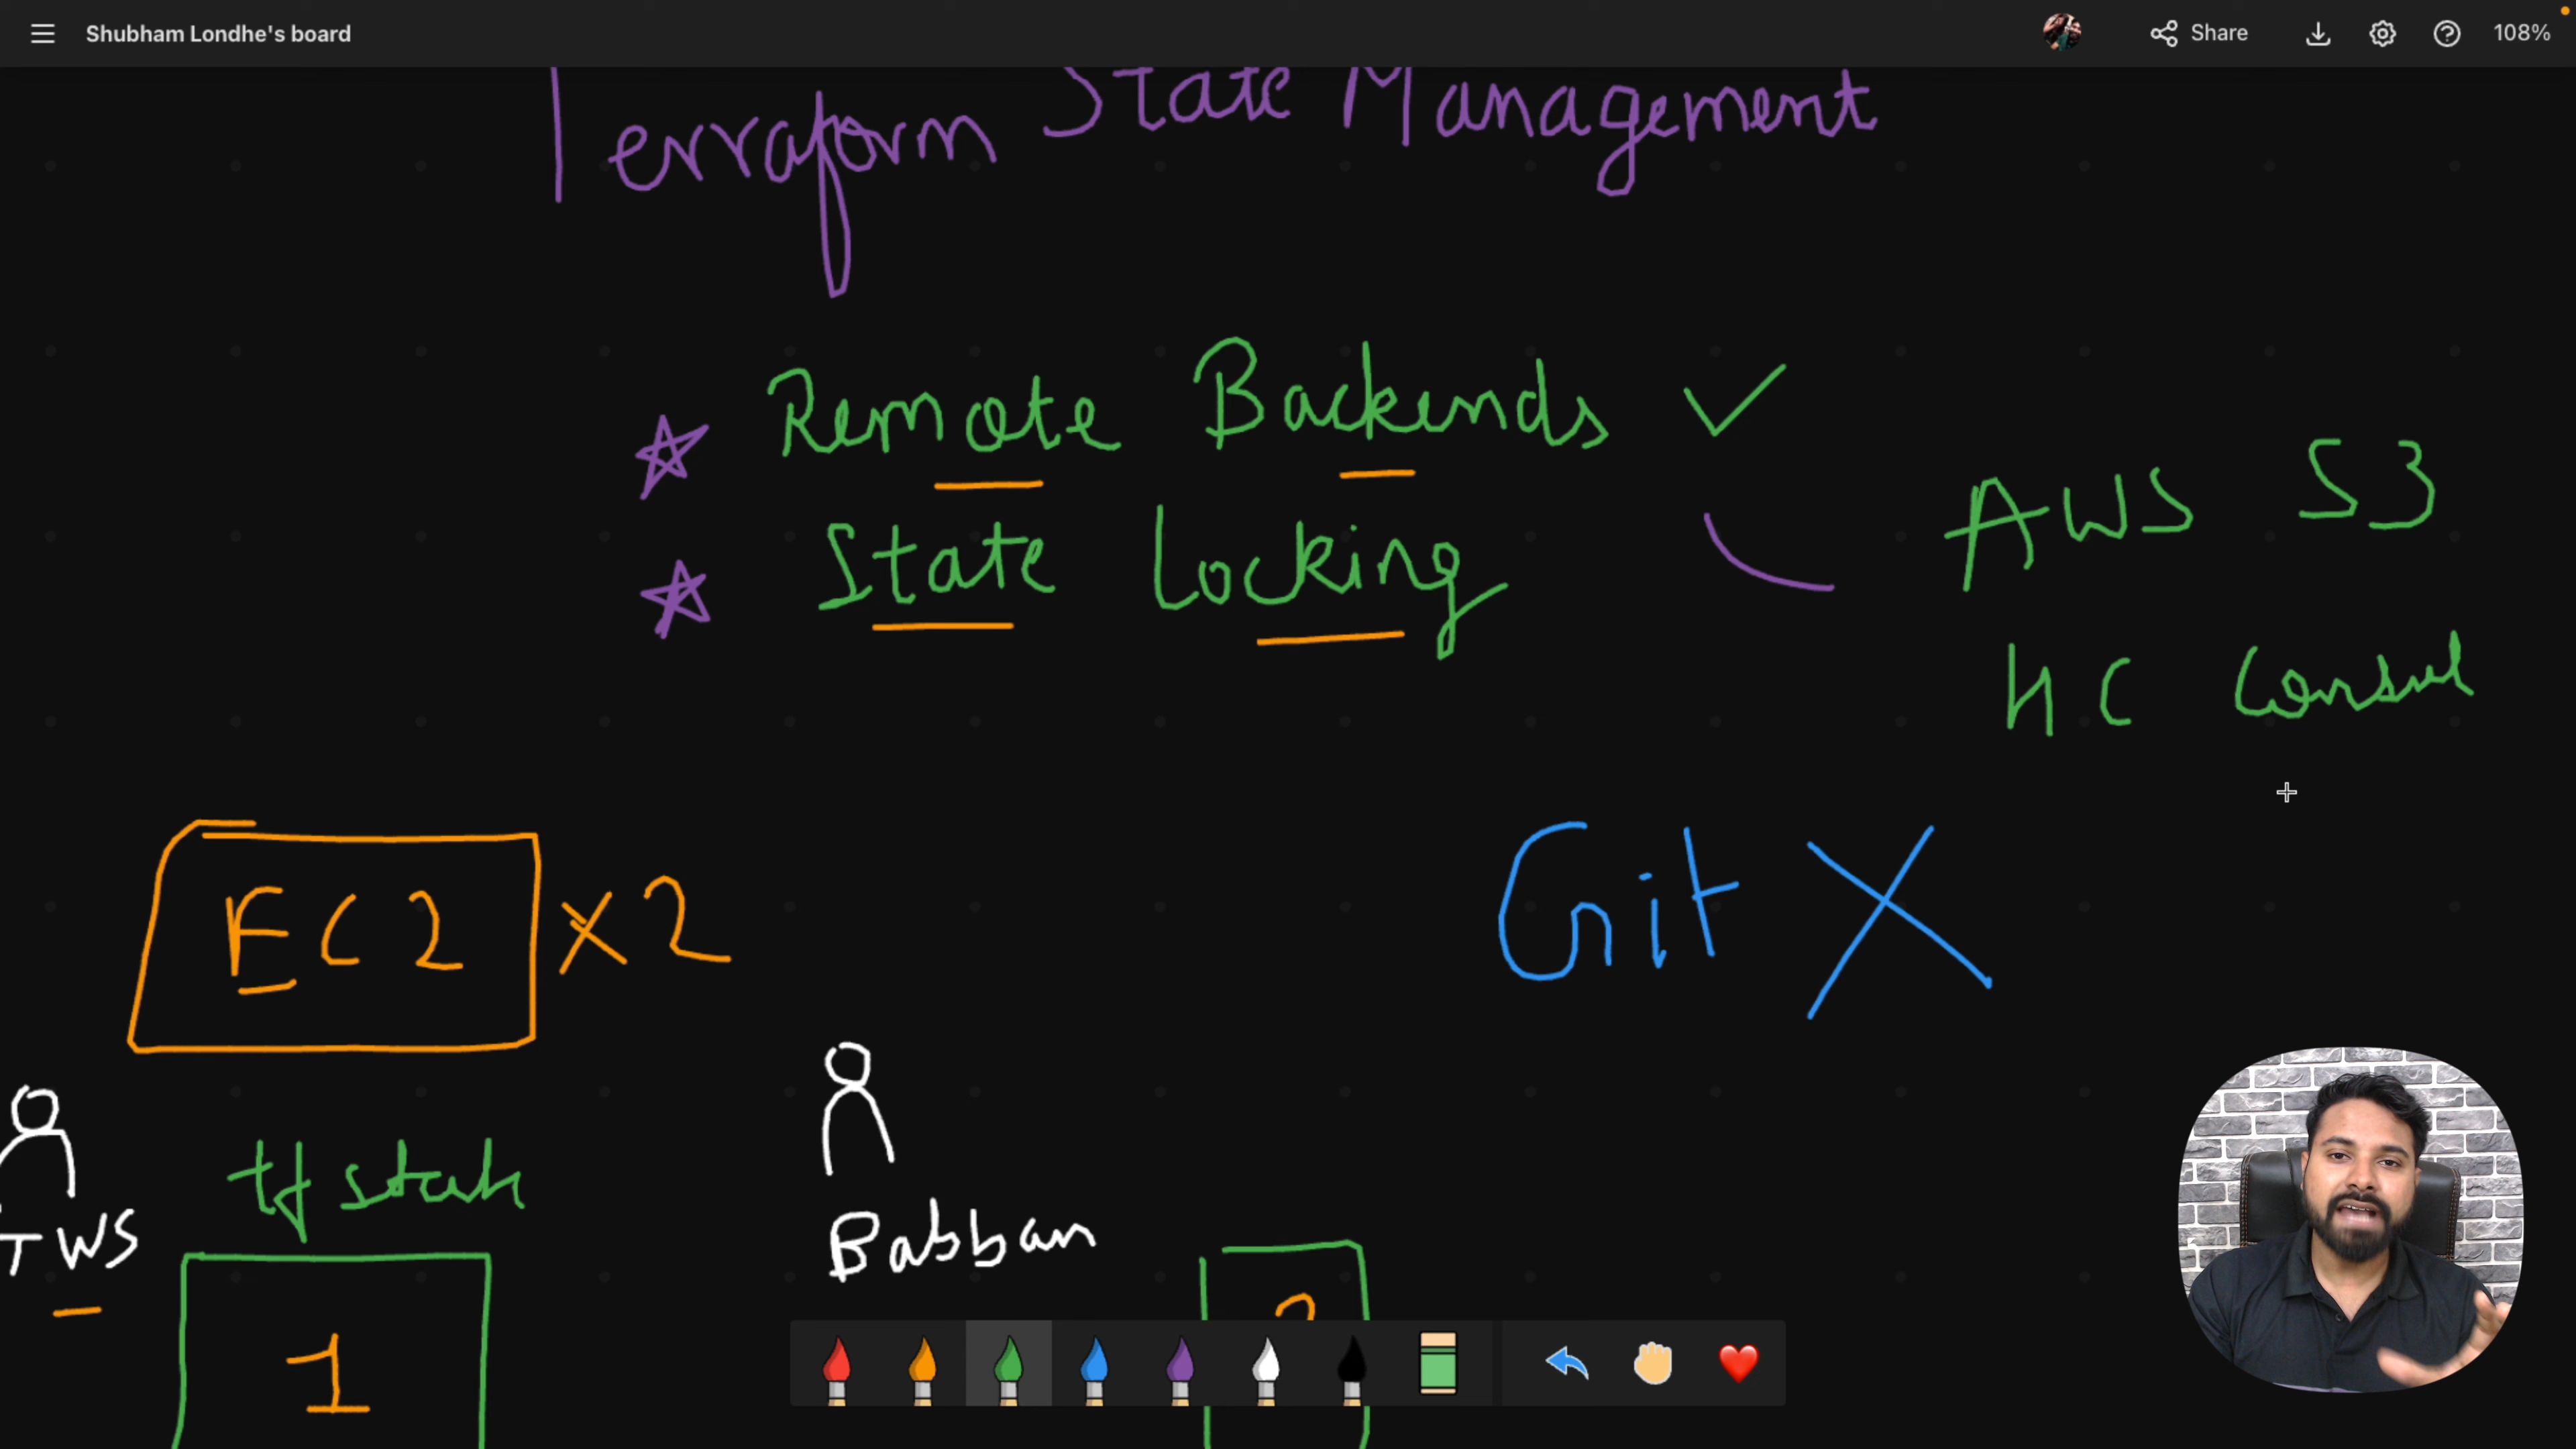 Shubham Londhe's board
Share
108%
Terraform State Management
Remote Backends
State Locking
AWS S3
HC Consul
EC2 x2
Git X
tf state
TWS
Babban
1